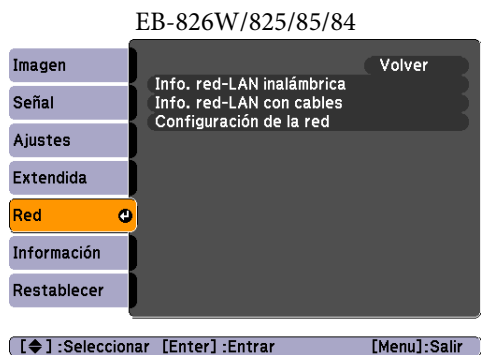 EB-826W/825/85/84
Imagen
Señal
Ajustes
Extendida
Red
Información
Restablecer
Volver
Info. red-LAN inalámbrica
Info. red-LAN con cables
Configuración de la red
[◆] :Seleccionar [Enter] :Entrar [Menu]:Salir